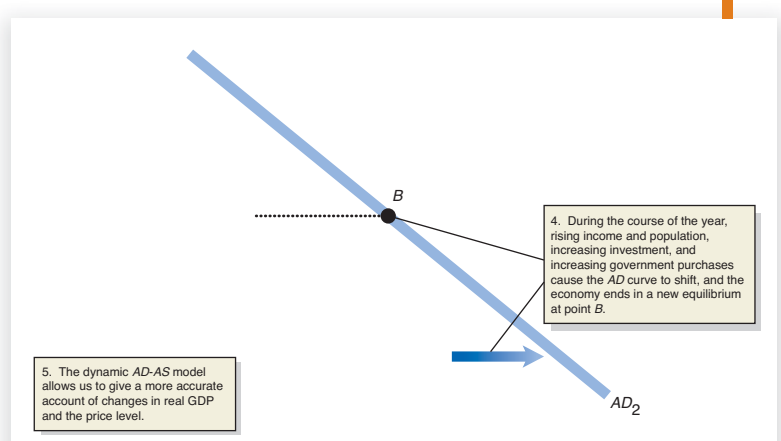 B
4. During the course of the year,
rising income and population,
increasing investment, and
increasing government purchases
cause the AD curve to shift, and the
economy ends in a new equilibrium
at point B.
5. The dynamic AD-AS model
allows us to give a more accurate
account of changes in real GDP
and the price level.
AD2